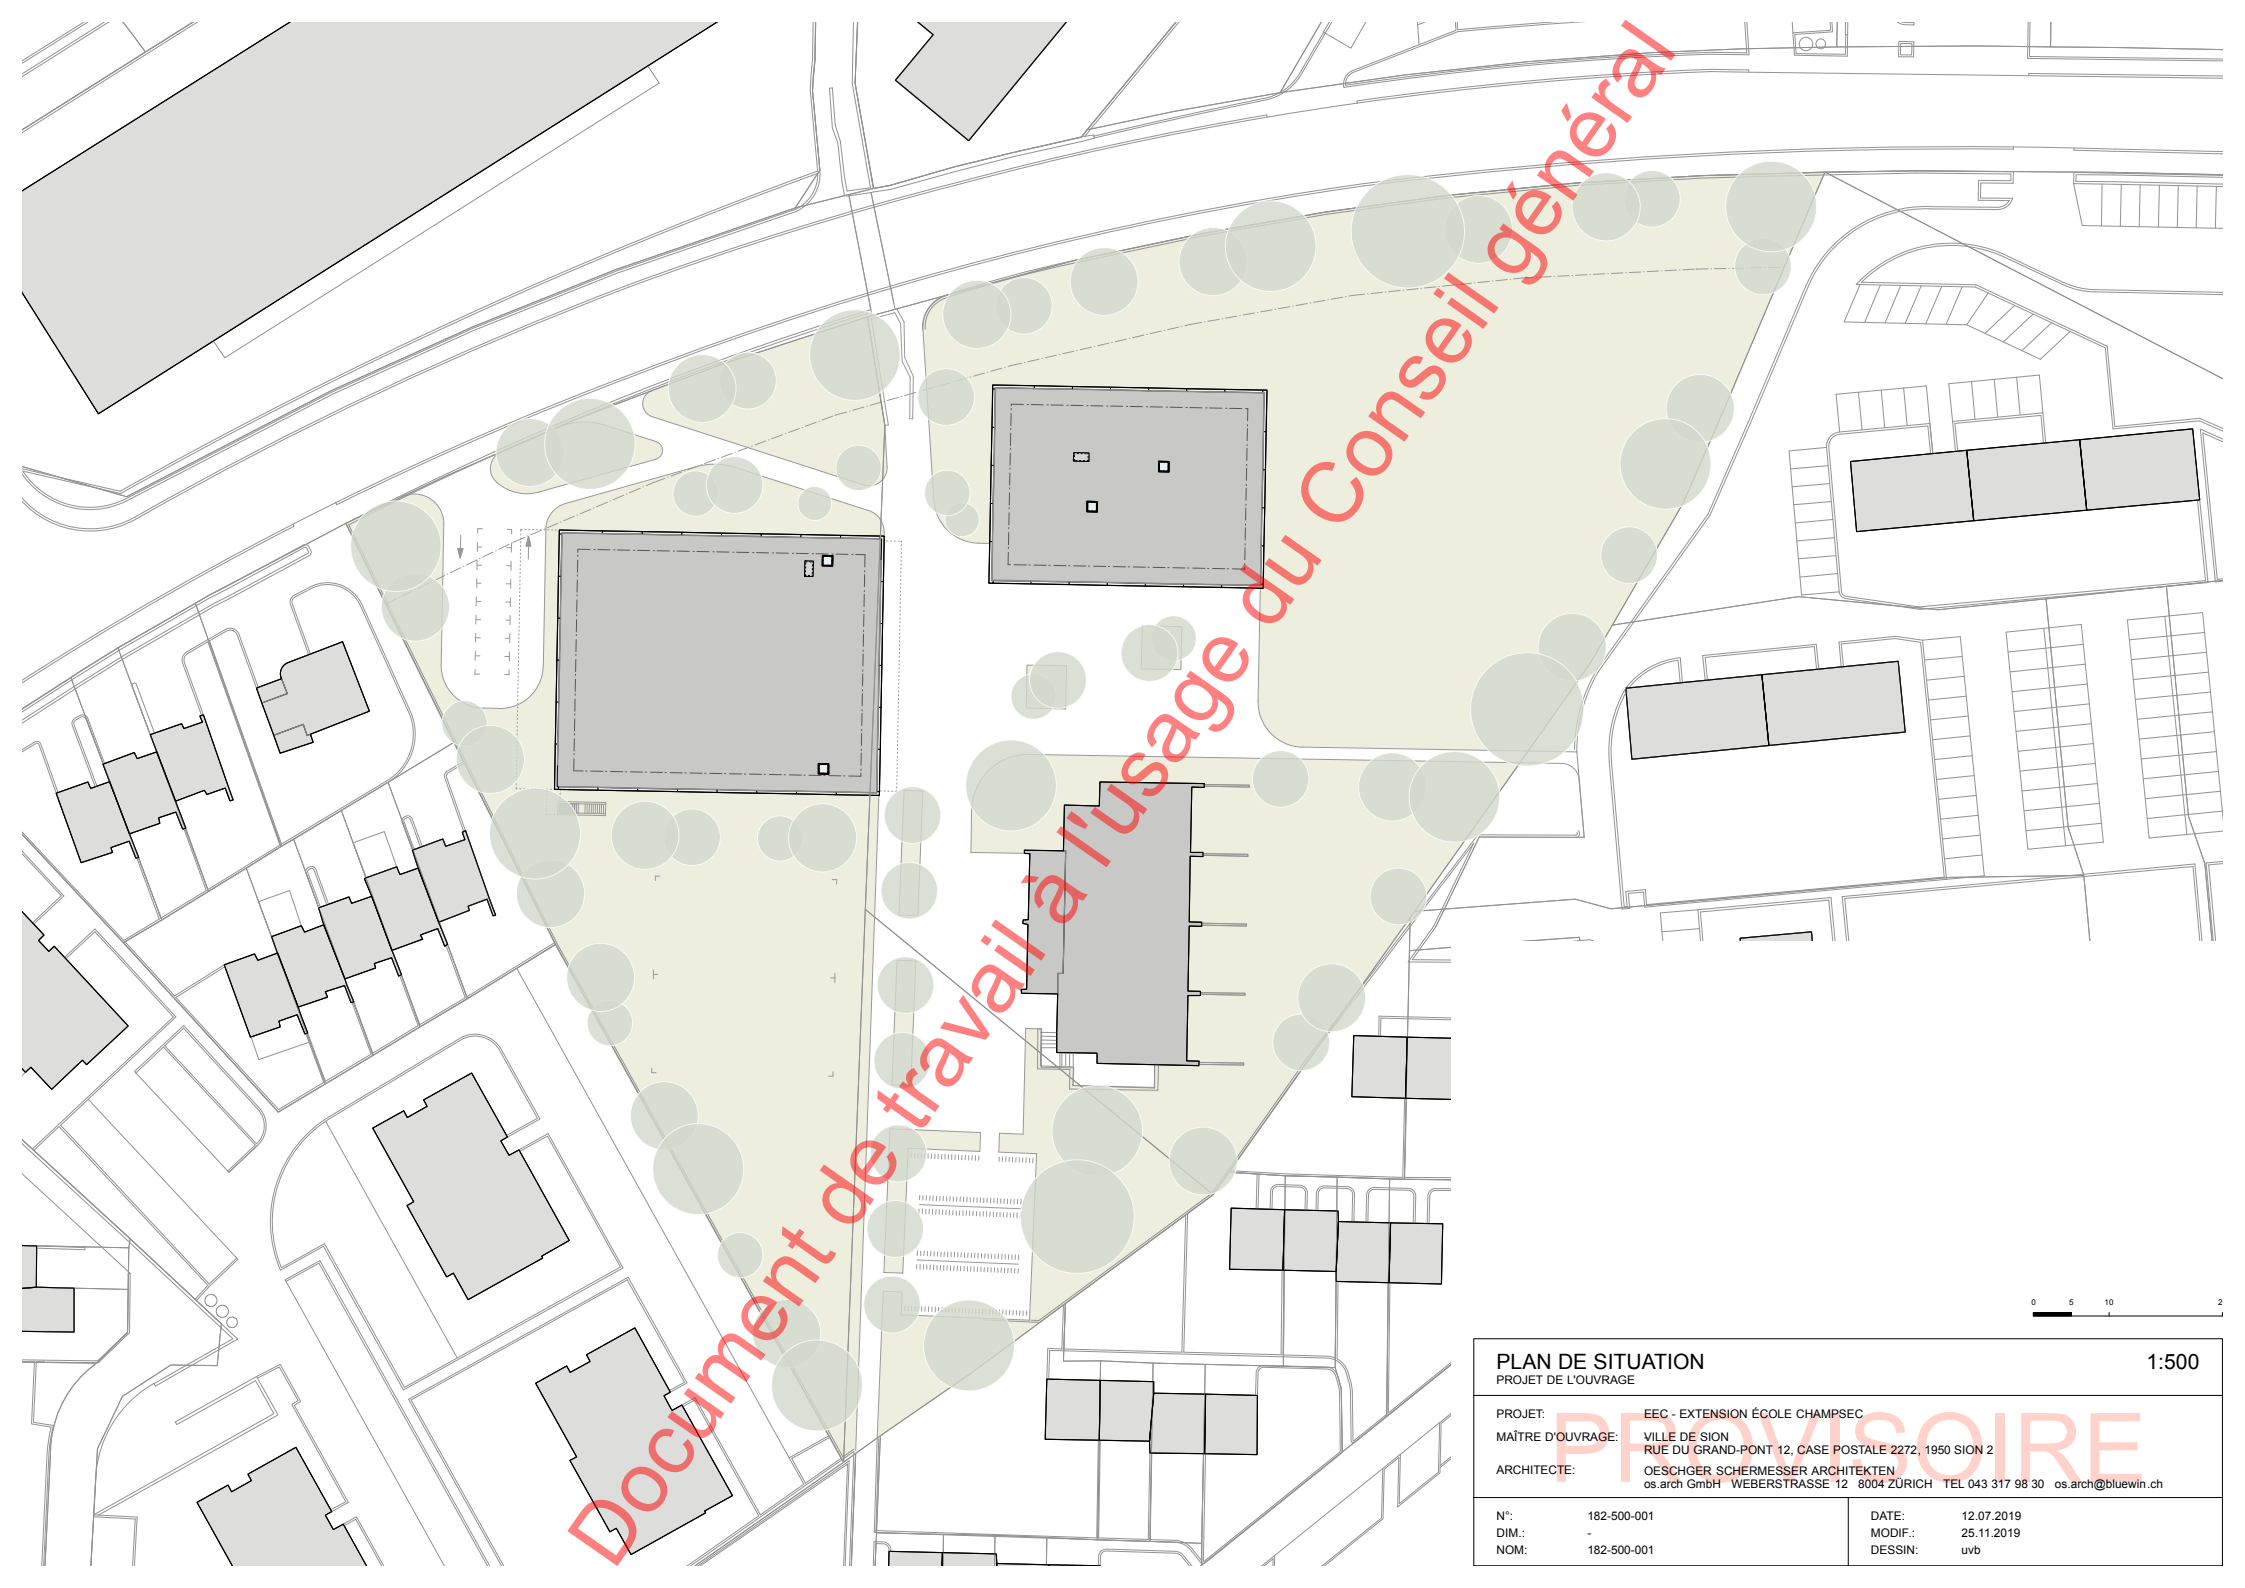 Document de travail à l'usage du Conseil général
0 5 10 2
PLAN DE SITUATION 1:500
PROJET DE L'OUVRAGE
PROJET: EEC - EXTENSION ÉCOLE CHAMPSEC
MAÎTRE D'OUVRAGE: VILLE DE SION
RUE DU GRAND-PONT 12, CASE POSTALE 2272, 1950 SION 2
ARCHITECTE: OESCHGER SCHERMESSER ARCHITEKTEN
os.arch GmbH WEBERSTRASSE 12 8004 ZÜRICH TEL 043 317 98 30 os.arch@bluewin.ch
PROVISOIRE
N°: 182-500-001 DATE: 12.07.2019
DIM.: - MODIF.: 25.11.2019
NOM: 182-500-001 DESSIN: uvb